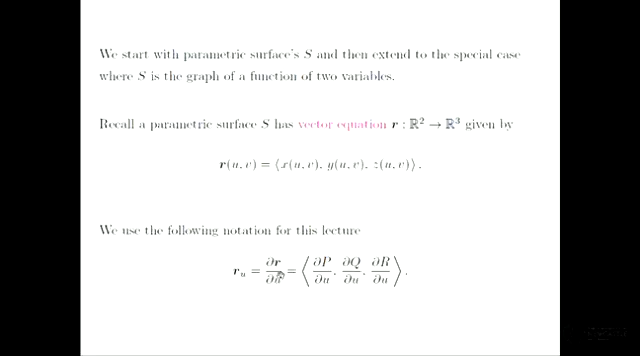 We start with parametric surface's S and then extend to the special case
where S is the graph of a function of two variables.
Recall a parametric surface S has vector equation r : ℝ² → ℝ³ given by
r(u, v) = ⟨x(u, v), y(u, v), z(u, v)⟩.
We use the following notation for this lecture
r_u = ∂r/∂u = ⟨∂P/∂u, ∂Q/∂u, ∂R/∂u⟩.